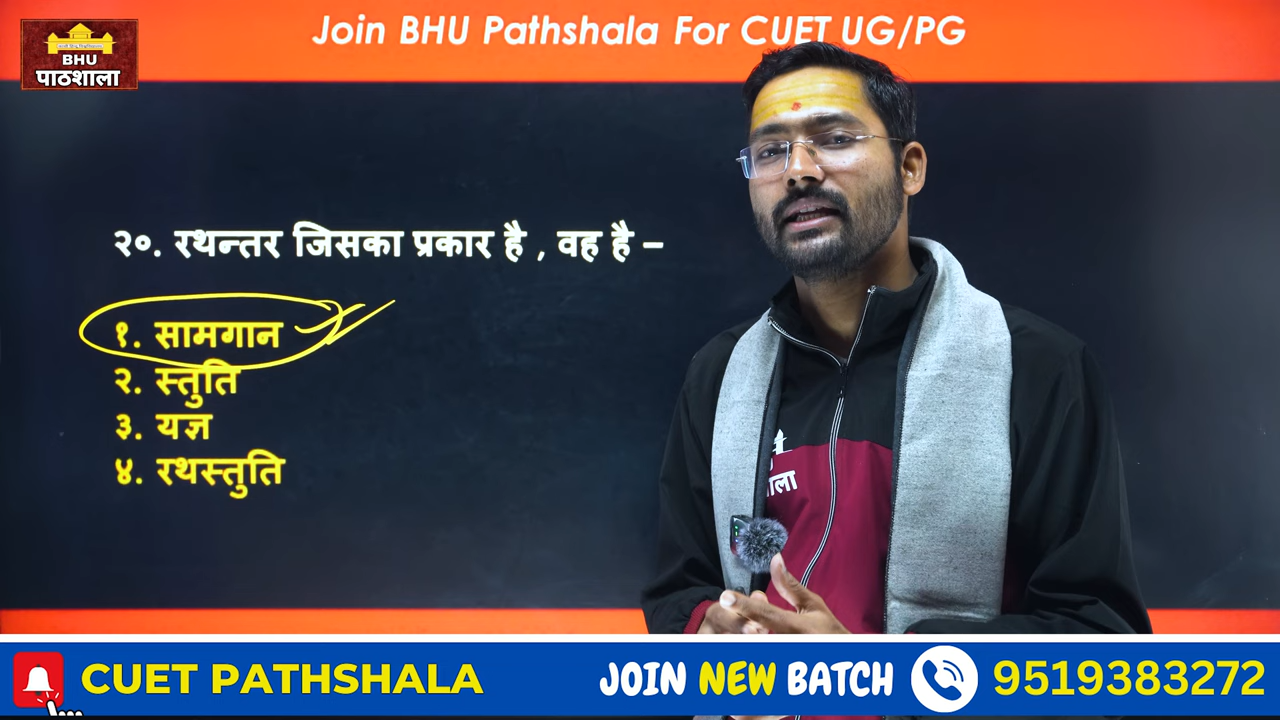 Join BHU Pathshala For CUET UG/PG
BHU
पाठशाला
२०. रथन्तर जिसका प्रकार है , वह है –
१. सामगान
२. स्तुति
३. यज्ञ
४. रथस्तुति
CUET PATHSHALA
JOIN NEW BATCH
9519383272